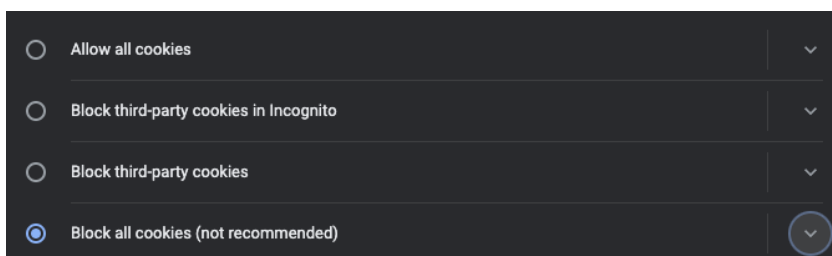 Allow all cookies
Block third-party cookies in Incognito
Block third-party cookies
Block all cookies (not recommended)